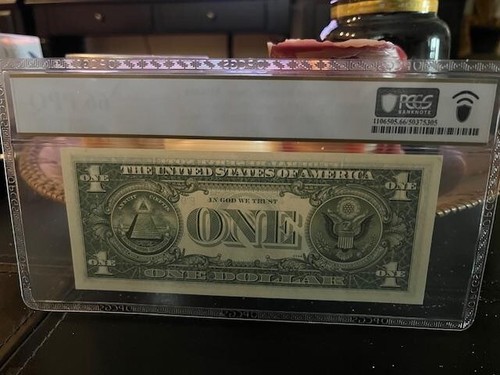 PCGS
BANKNOTE
1106505.66/50375305
THE UNITED STATES OF AMERICA
ONE
1
ONE
1
IN GOD WE TRUST
ONE
ONE
1
ONE
1
ONE DOLLAR